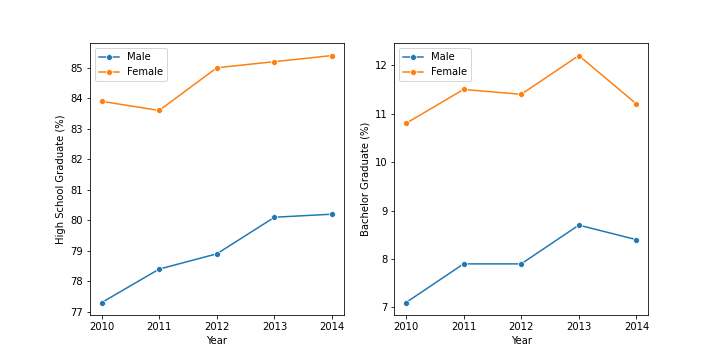 High School Graduate (%)
85
84
83
82
81
80
79
78
77
Male
Female
2010 2011 2012 2013 2014
Year
Bachelor Graduate (%)
12
11
10
9
8
7
Male
Female
2010 2011 2012 2013 2014
Year